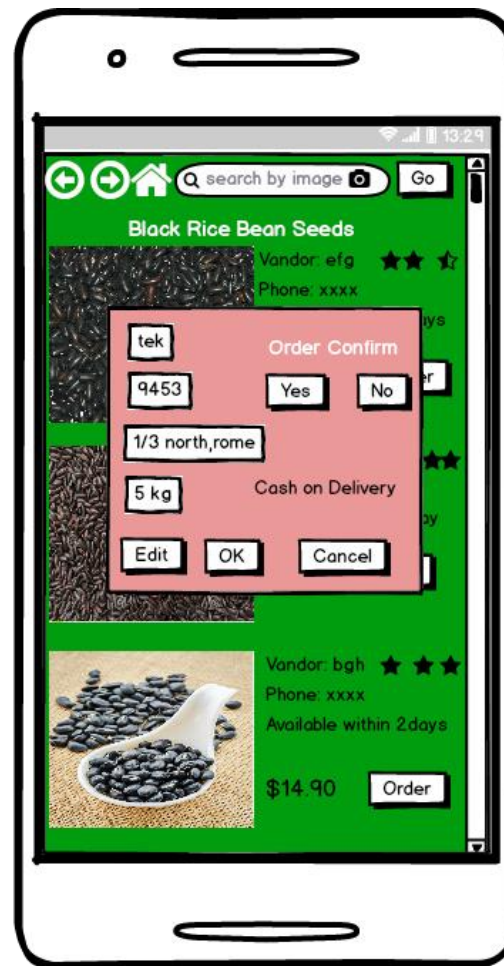 13:29
search by image
Go
Black Rice Bean Seeds
Vandor: efg
Phone: xxxx
tek
Order Confirm
9453
Yes
No
1/3 north,rome
5 kg
Cash on Delivery
Edit
OK
Cancel
Vandor: bgh
Phone: xxxx
Available within 2days
$14.90
Order